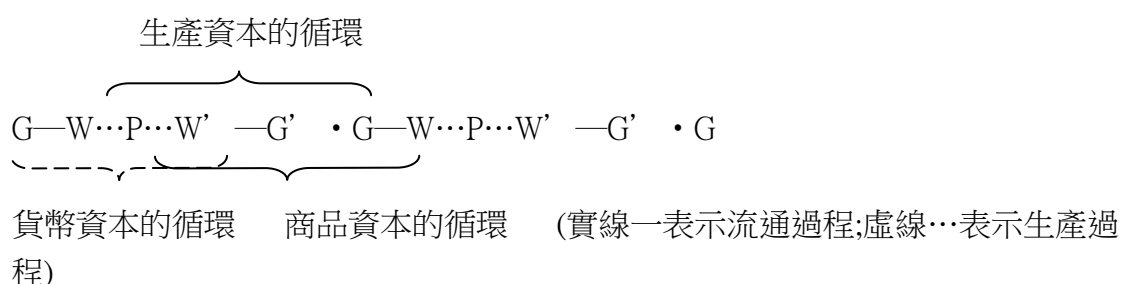 生產資本的循環
G—W⋯P⋯W’ —G’ •G—W⋯P⋯W’ —G’ •G
貨幣資本的循環 商品資本的循環 (實線一表示流通過程;虛線⋯表示生產過
程)